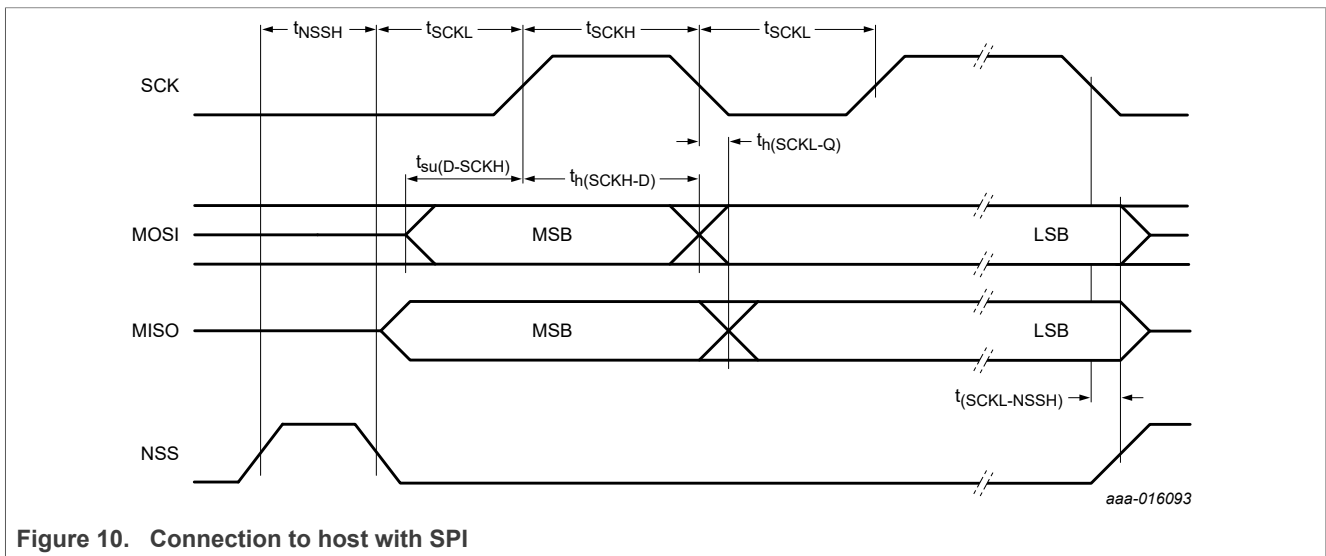 tNSSH tSCKL tSCKH tSCKL
SCK
th(SCKL-Q)
tsu(D-SCKH) th(SCKH-D)
MOSI MSB LSB
MISO MSB LSB
t(SCKL-NSSH)
NSS
aaa-016093
Figure 10. Connection to host with SPI